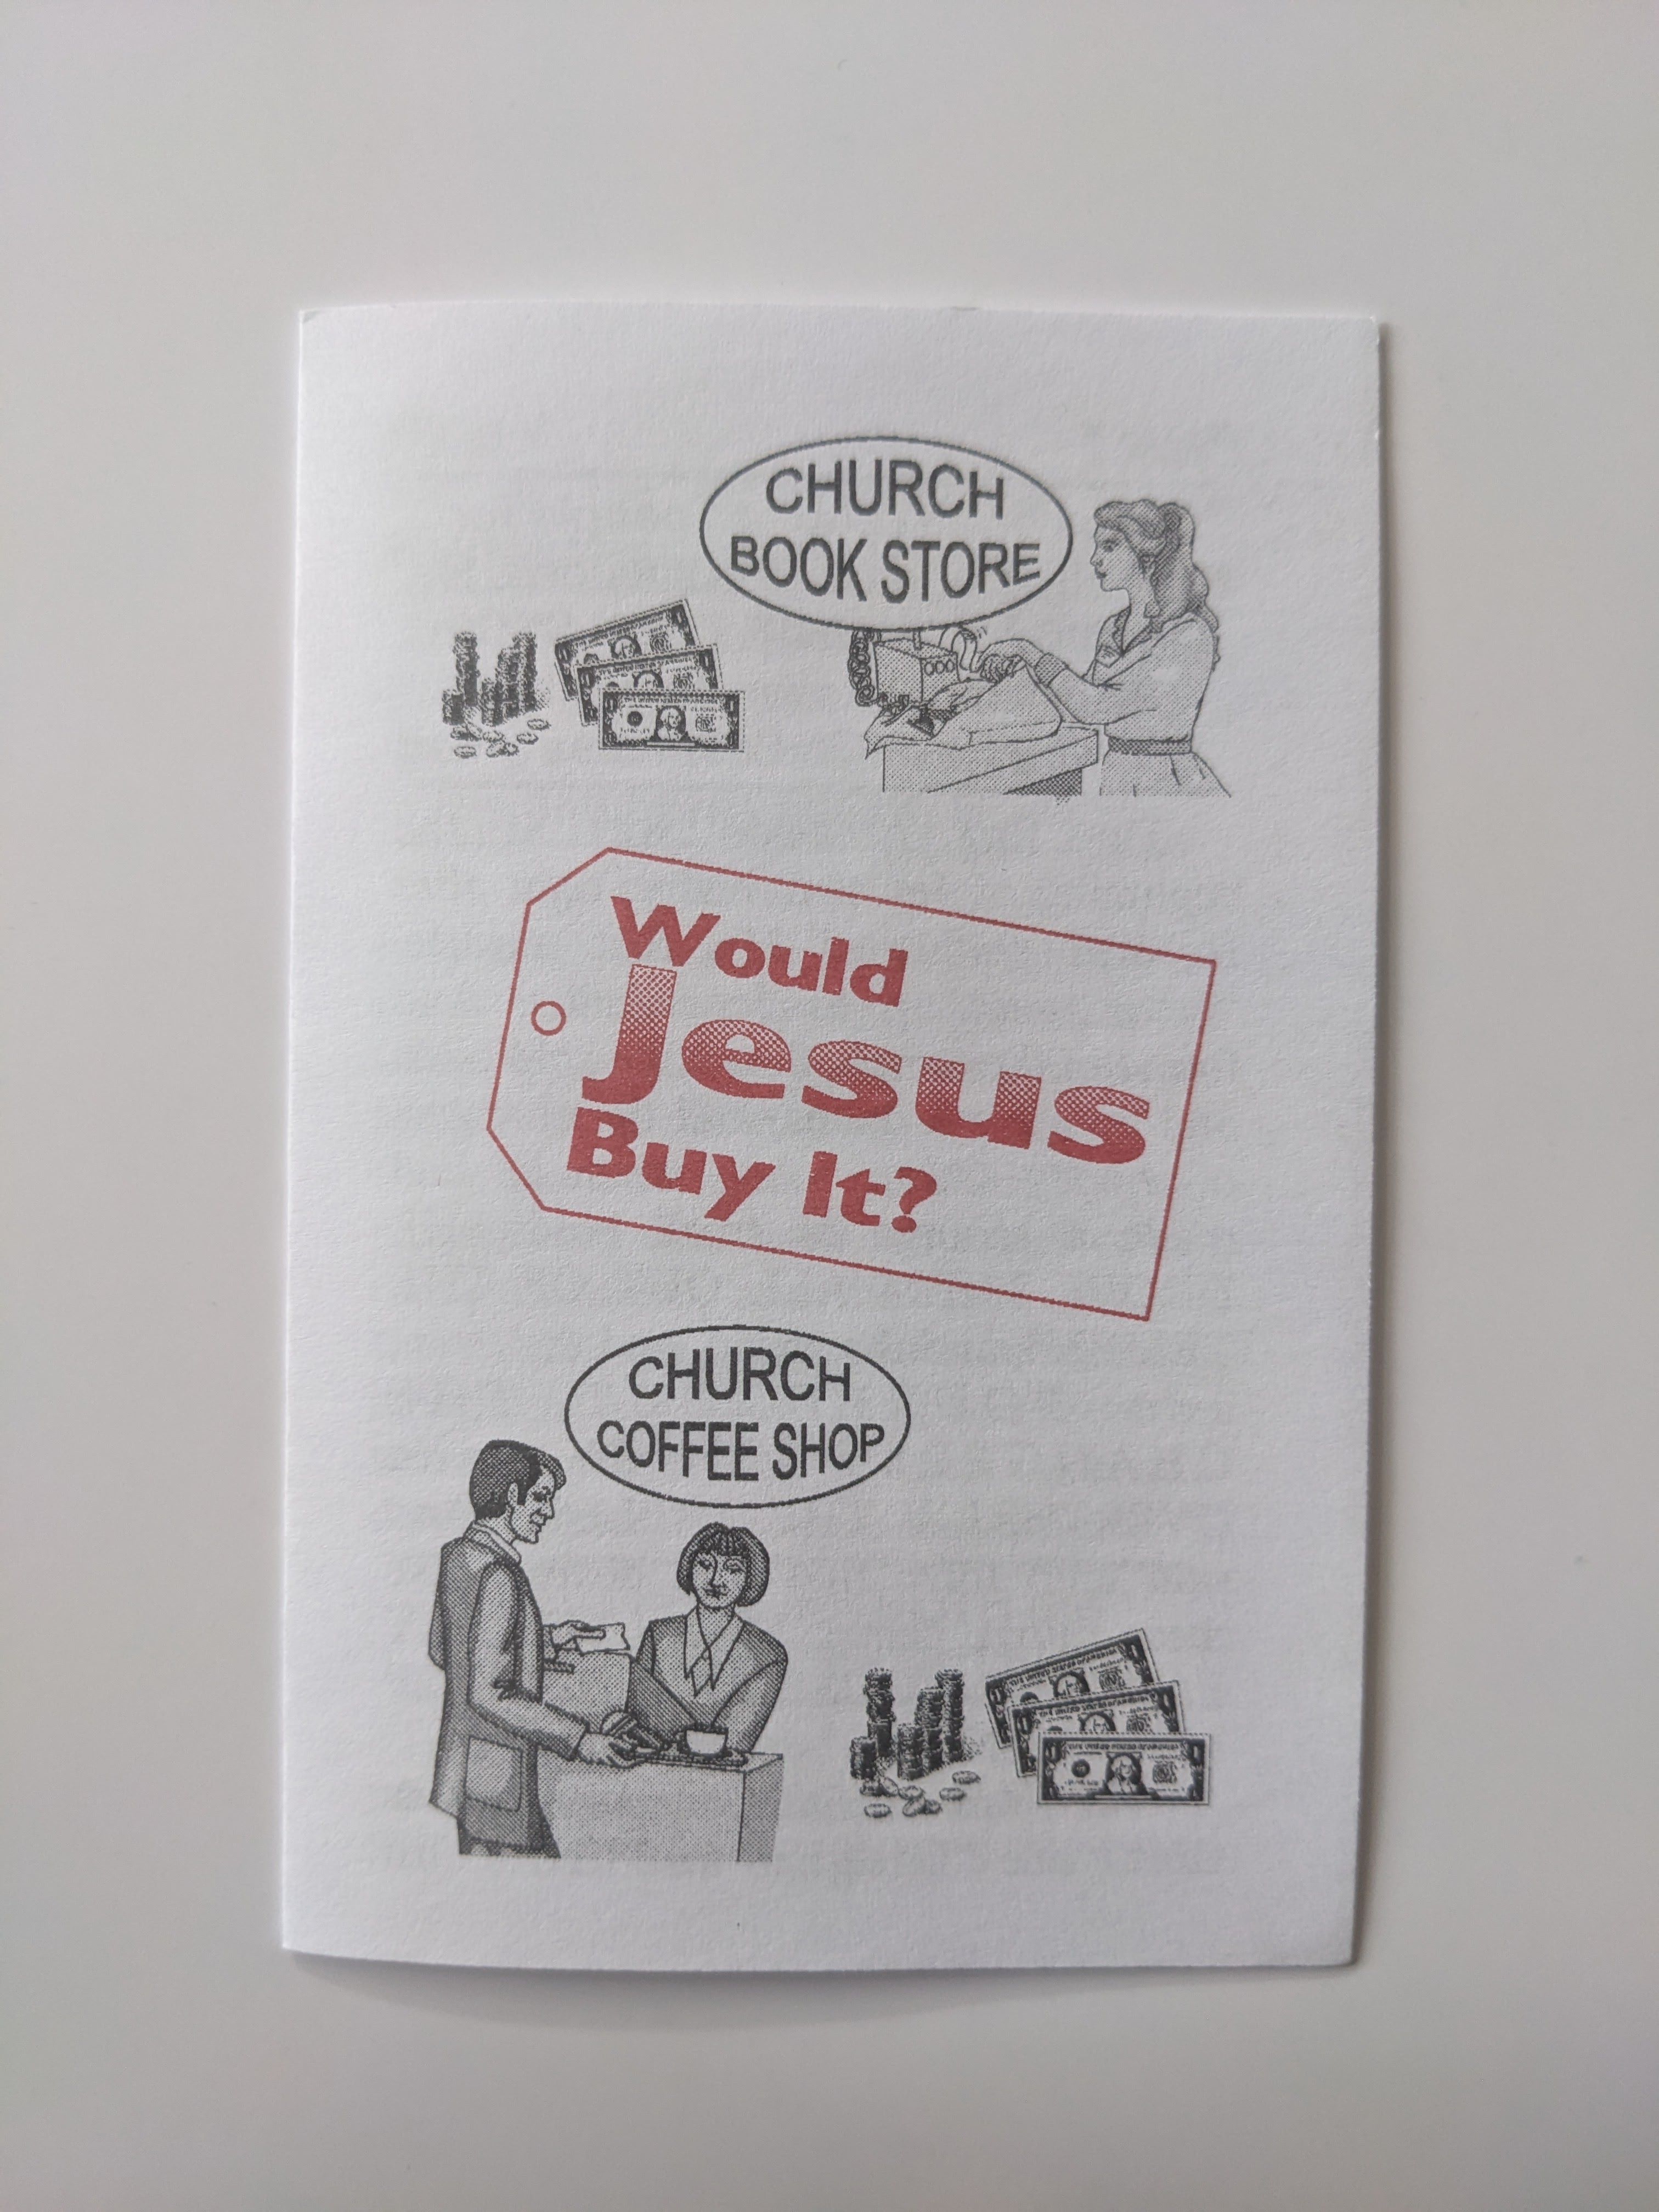 CHURCH
BOOK STORE
Would
Jesus
Buy It?
CHURCH
COFFEE SHOP